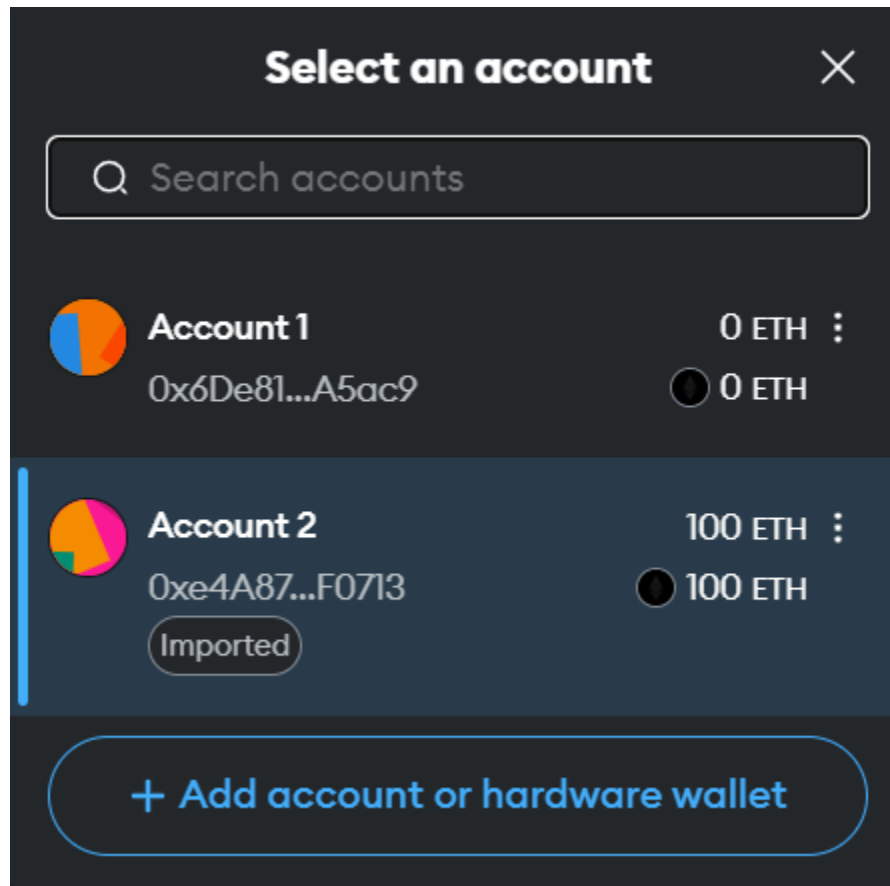 Select an account
Search accounts
Account 1
0 ETH
0x6De81...A5ac9
0 ETH
Account 2
100 ETH
0xe4A87...F0713
100 ETH
Imported
+ Add account or hardware wallet